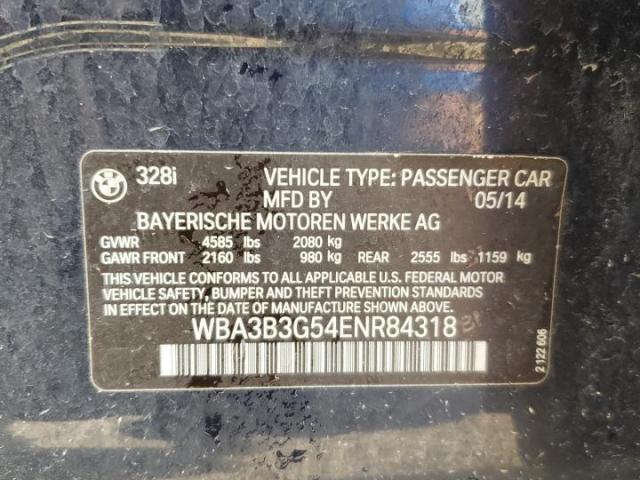 BMW
328i VEHICLE TYPE: PASSENGER CAR
MFD BY 05/14
BAYERISCHE MOTOREN WERKE AG
GVWR 4585 lbs 2080 kg
GAWR FRONT 2160 lbs 980 kg REAR 2555 lbs 1159 kg
THIS VEHICLE CONFORMS TO ALL APPLICABLE U.S. FEDERAL MOTOR
VEHICLE SAFETY, BUMPER AND THEFT PREVENTION STANDARDS
IN EFFECT ON THE DATE OF MANUFACTURE SHOWN ABOVE.
WBA3B3G54ENR84318
2 122 606